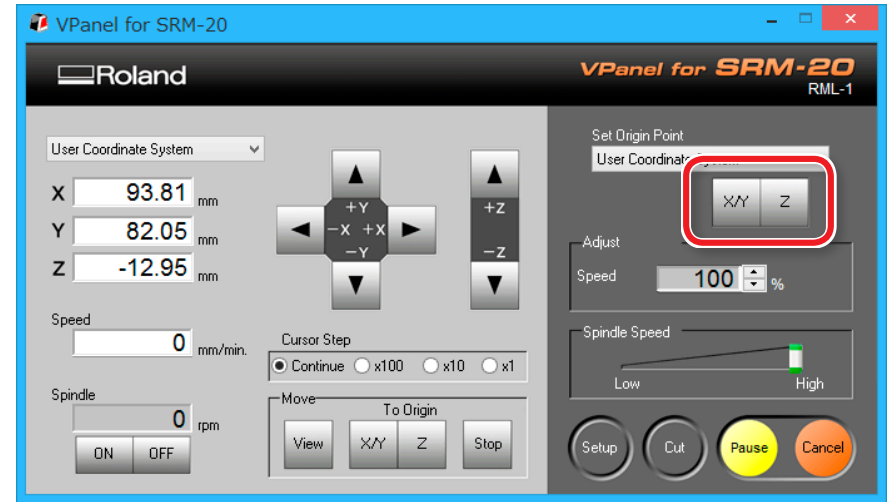 VPanel for SRM-20
Roland
VPanel for SRM-20
RML-1
User Coordinate System
X 93.81 mm
Y 82.05 mm
Z -12.95 mm
+Y
-X +X
-Y
+Z
-Z
Speed
0 mm/min.
Spindle
0 rpm
ON OFF
Cursor Step
Continue x100 x10 x1
Move
To Origin
View X/Y Z Stop
Set Origin Point
User Coordinate
X/Y Z
Adjust
Speed 100 %
Spindle Speed
Low High
Setup Cut Pause Cancel